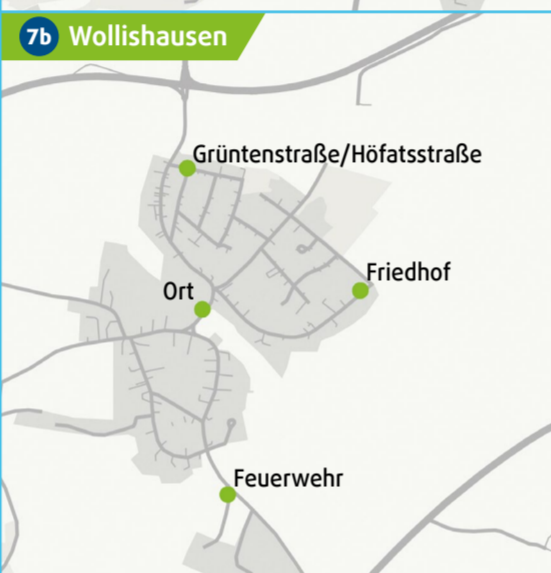 7b Wollishausen
Grüntenstraße/Höfatsstraße
Friedhof
Ort
Feuerwehr